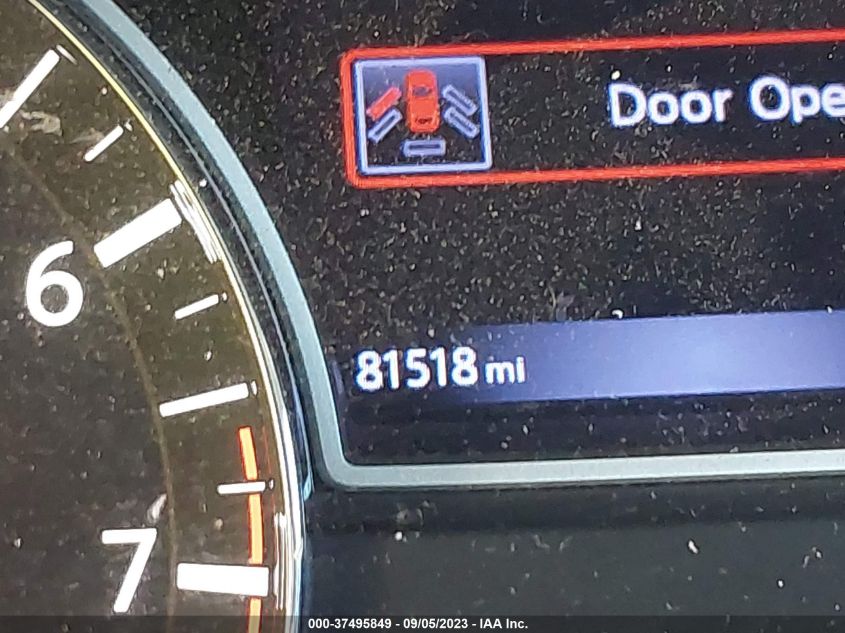 Door Ope
6
81518 mi
7
000-37495849 - 09/05/2023 - IAA Inc.